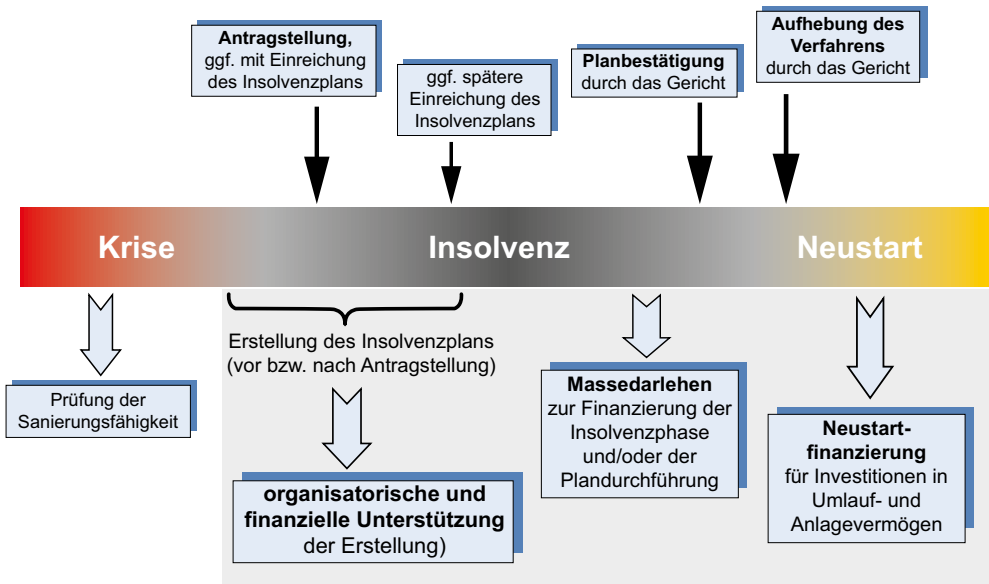 Antragstellung,
ggf. mit Einreichung
des Insolvenzplans
ggf. spätere
Einreichung des
Insolvenzplans
Planbestätigung
durch das Gericht
Aufhebung des
Verfahrens
durch das Gericht
Krise
Insolvenz
Neustart
Prüfung der
Sanierungsfähigkeit
Erstellung des Insolvenzplans
(vor bzw. nach Antragstellung)
organisatorische und
finanzielle Unterstützung
der Erstellung)
Massedarlehen
zur Finanzierung der
Insolvenzphase
und/oder der
Plandurchführung
Neustart-
finanzierung
für Investitionen in
Umlauf- und
Anlagevermögen